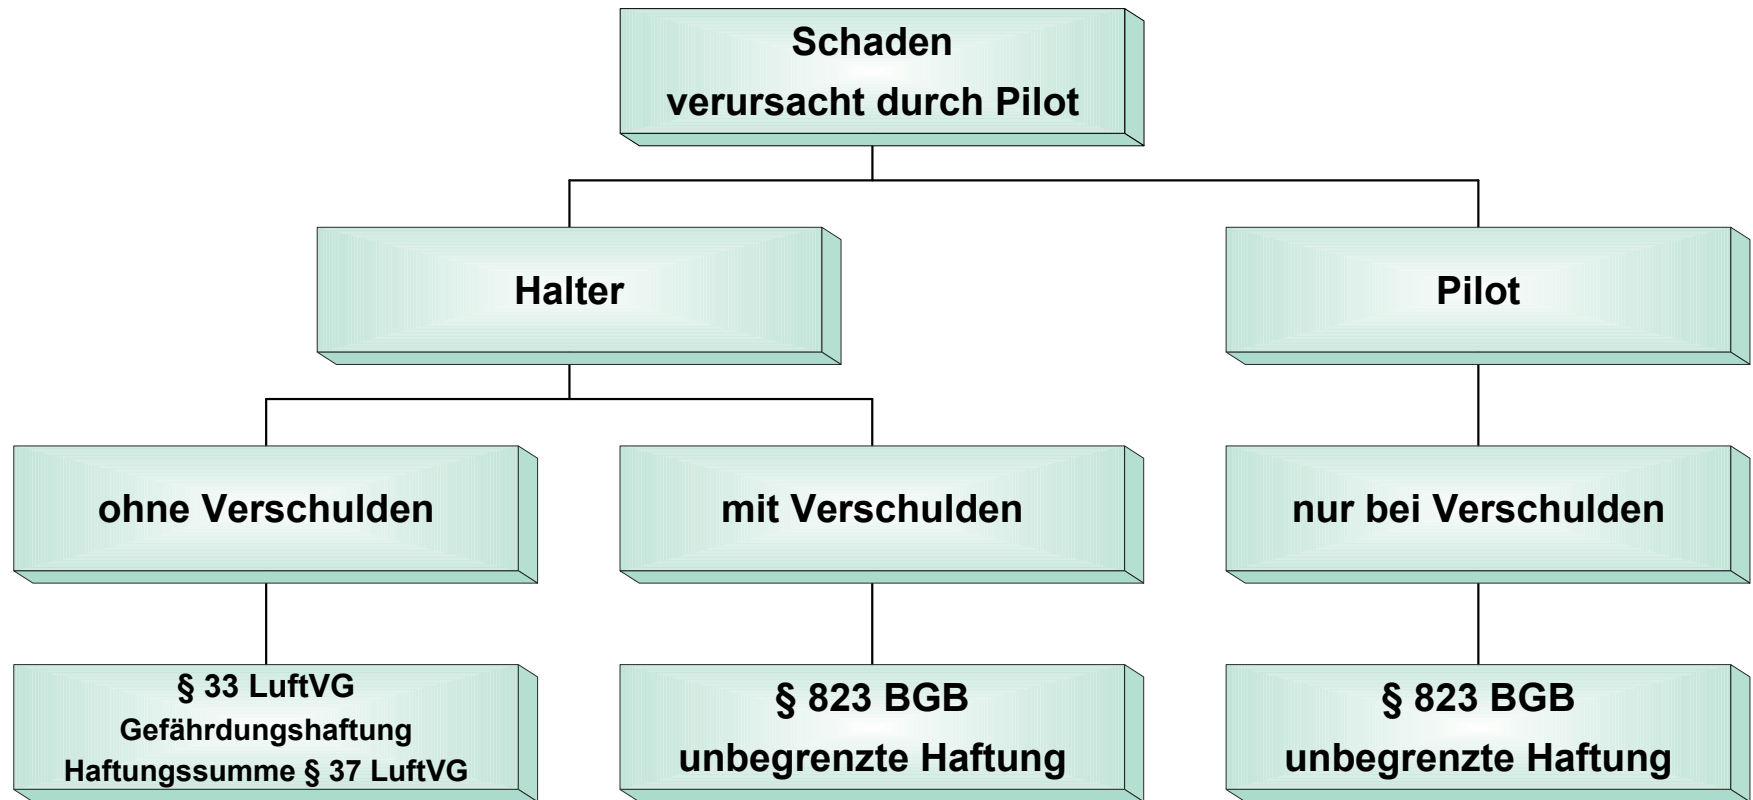 Schaden
verursacht durch Pilot
Halter
Pilot
ohne Verschulden
mit Verschulden
nur bei Verschulden
§ 33 LuftVG
Gefährdungshaftung
Haftungssumme § 37 LuftVG
§ 823 BGB
unbegrenzte Haftung
§ 823 BGB
unbegrenzte Haftung